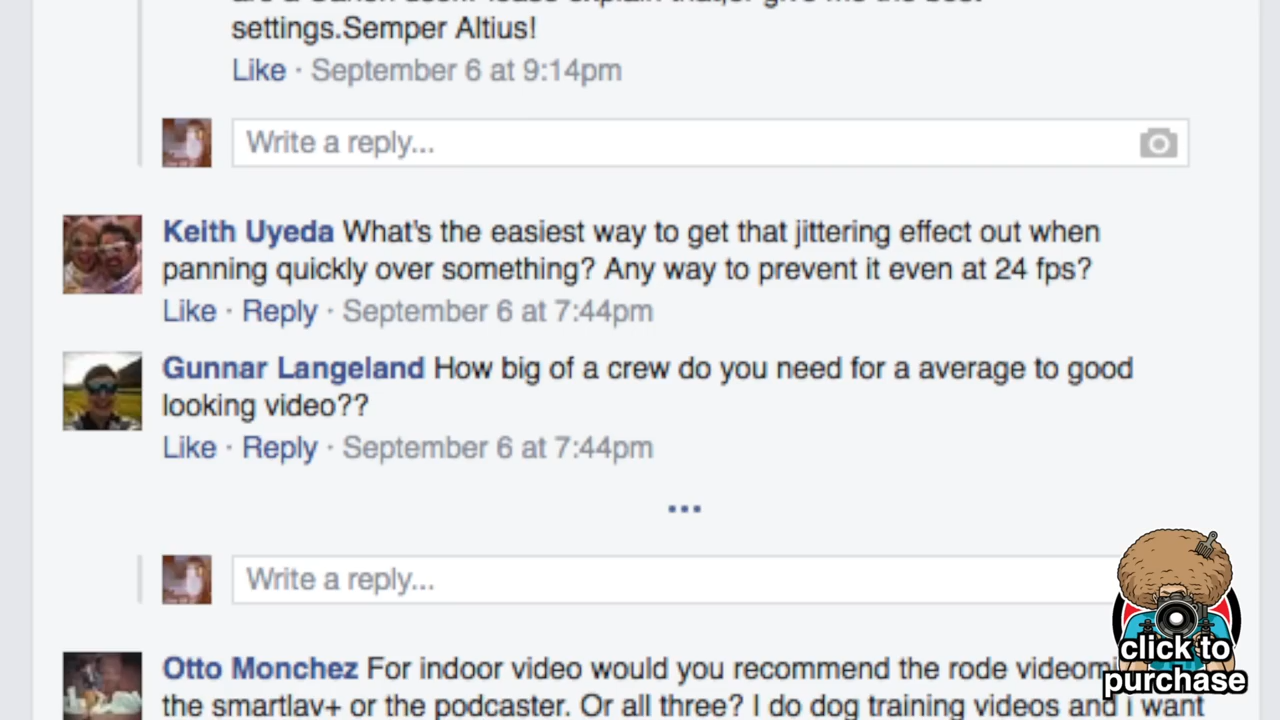 settings.Semper Altius!
Like · September 6 at 9:14pm
Write a reply...
Keith Uyeda What's the easiest way to get that jittering effect out when
panning quickly over something? Any way to prevent it even at 24 fps?
Like · Reply · September 6 at 7:44pm
Gunnar Langeland How big of a crew do you need for a average to good
looking video??
Like · Reply · September 6 at 7:44pm
...
Write a reply...
Otto Monchez For indoor video would you recommend the rode
the smartlav+ or the podcaster. Or all three? I do dog training videos and i want
click to
purchase